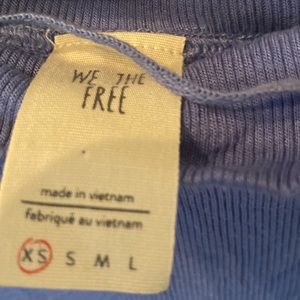 WE THE
FREE
made in vietnam
fabriqué au vietnam
XS S M L